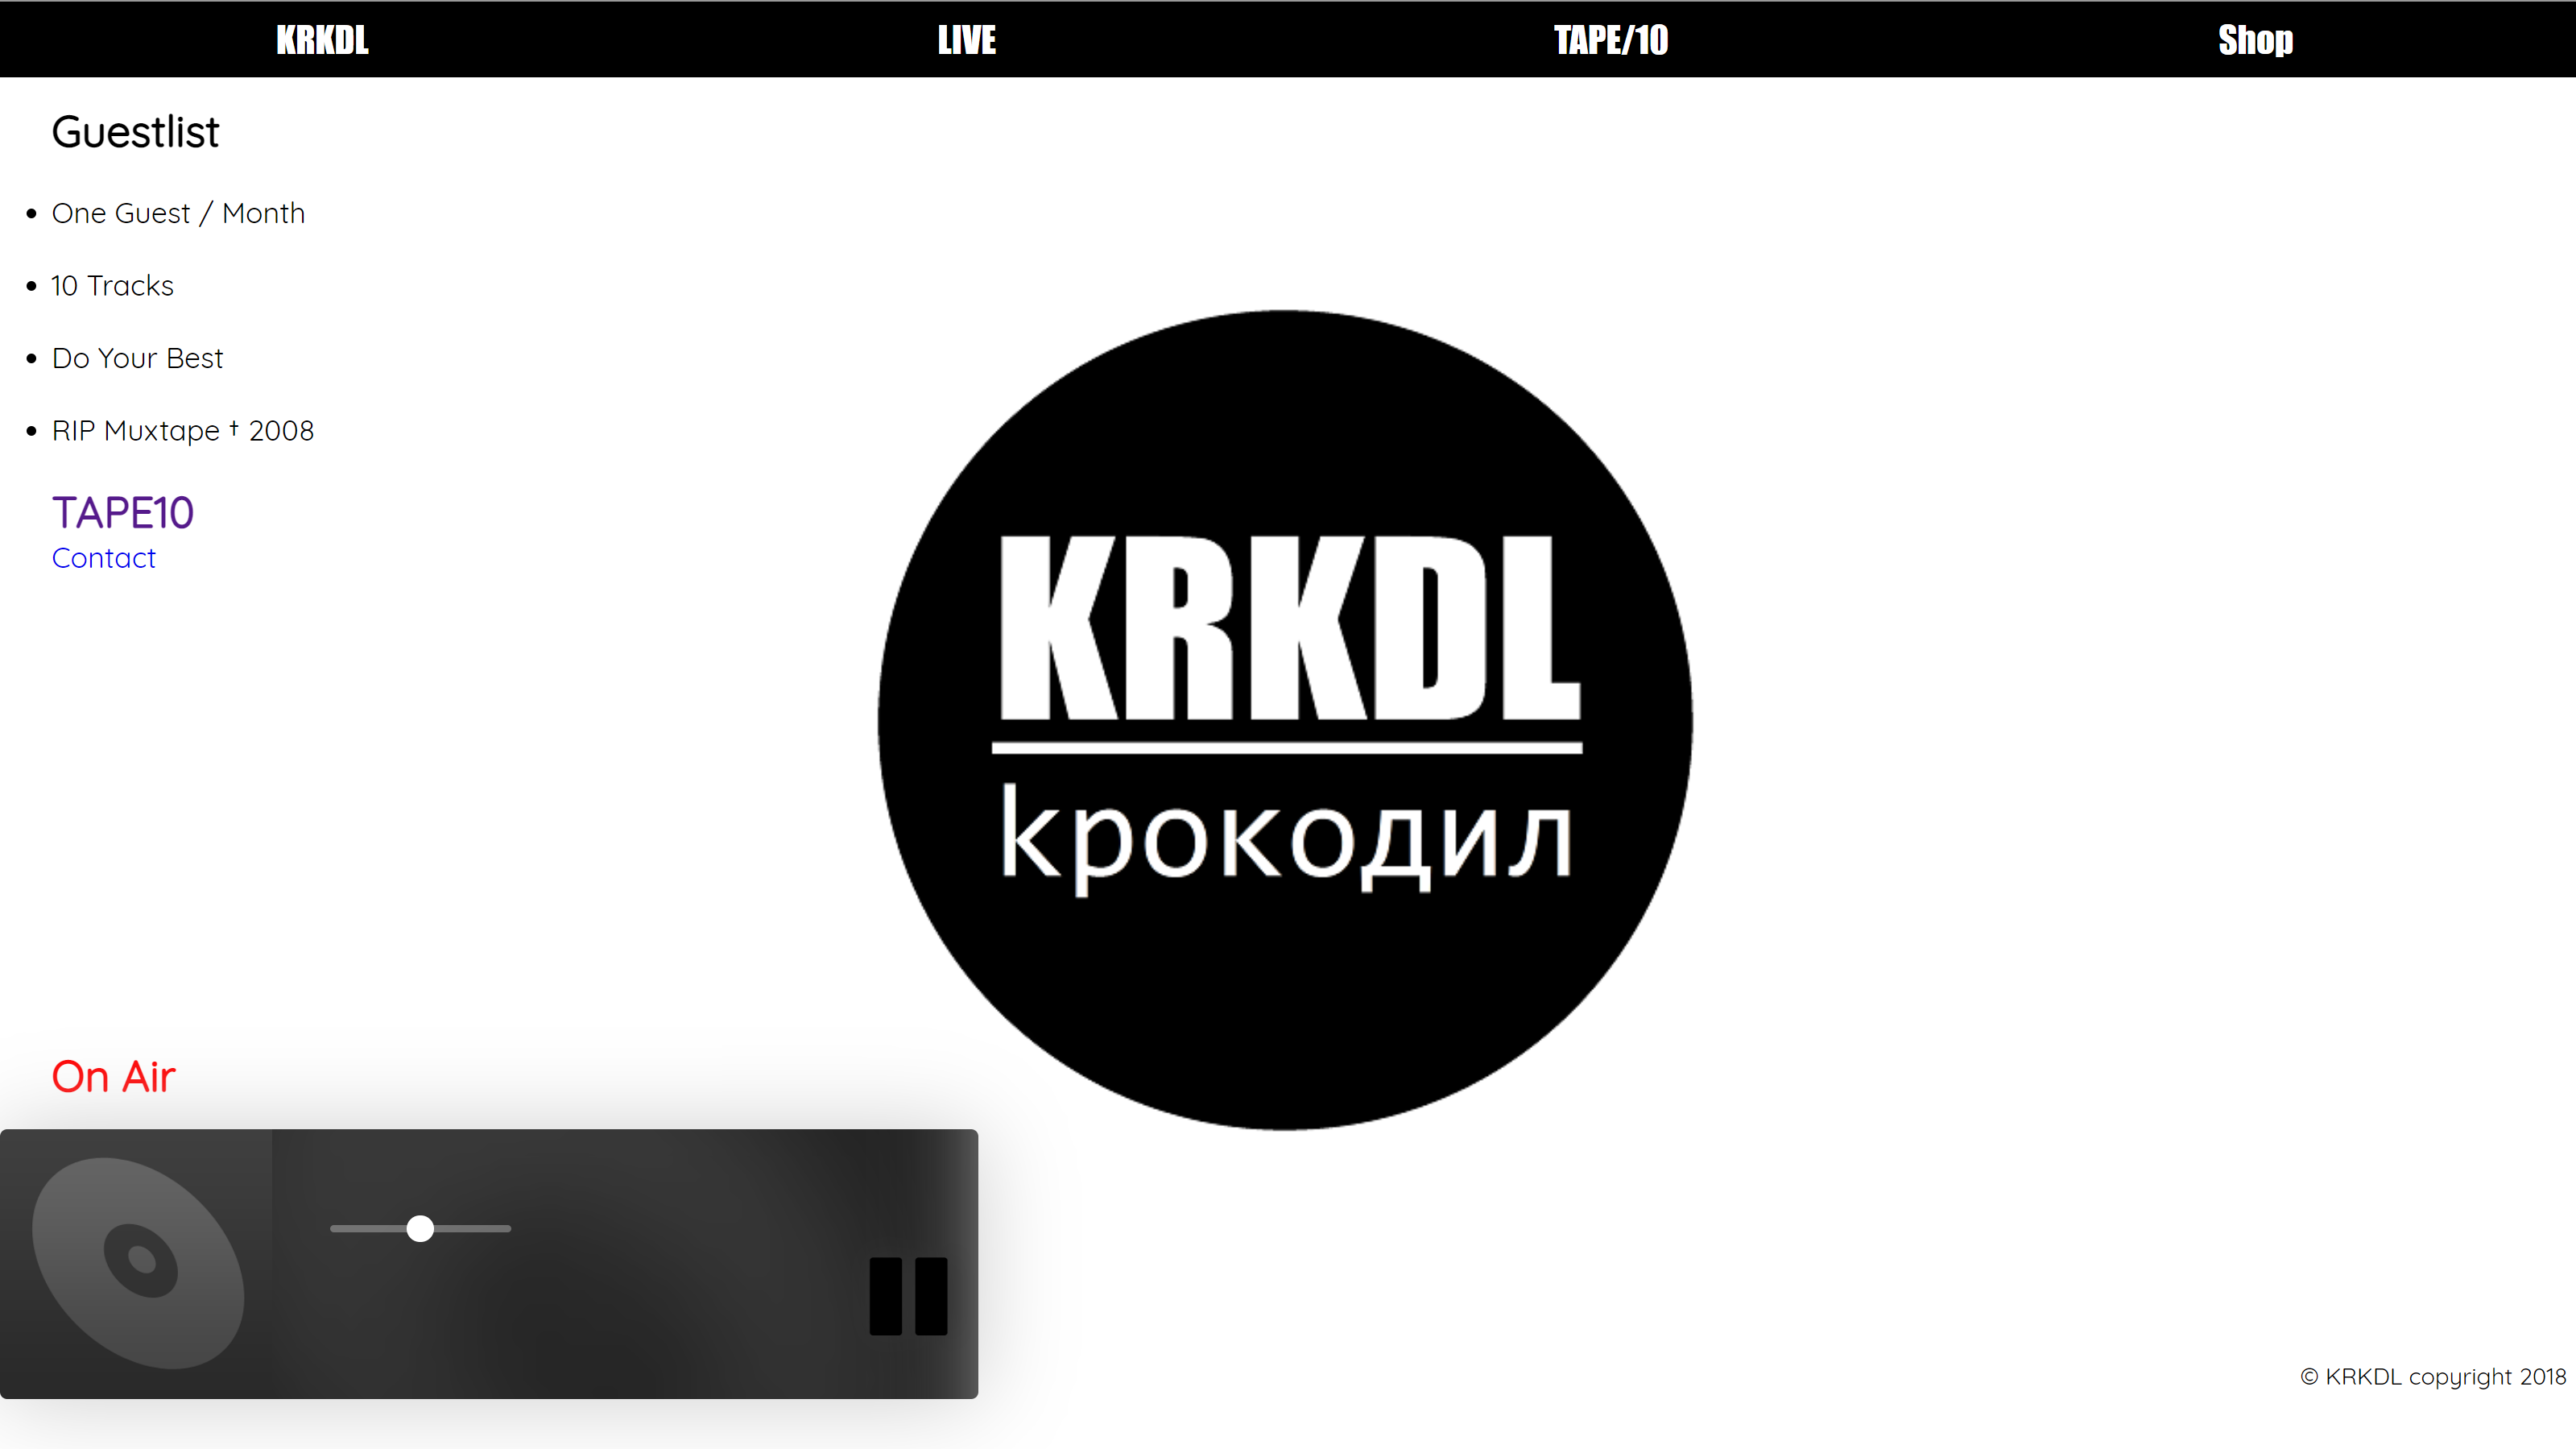 KRKDL LIVE TAPE/10 Shop
Guestlist
One Guest / Month
10 Tracks
Do Your Best
RIP Muxtape † 2008
TAPE10
Contact
KRKDL
крокодил
On Air
© KRKDL copyright 2018